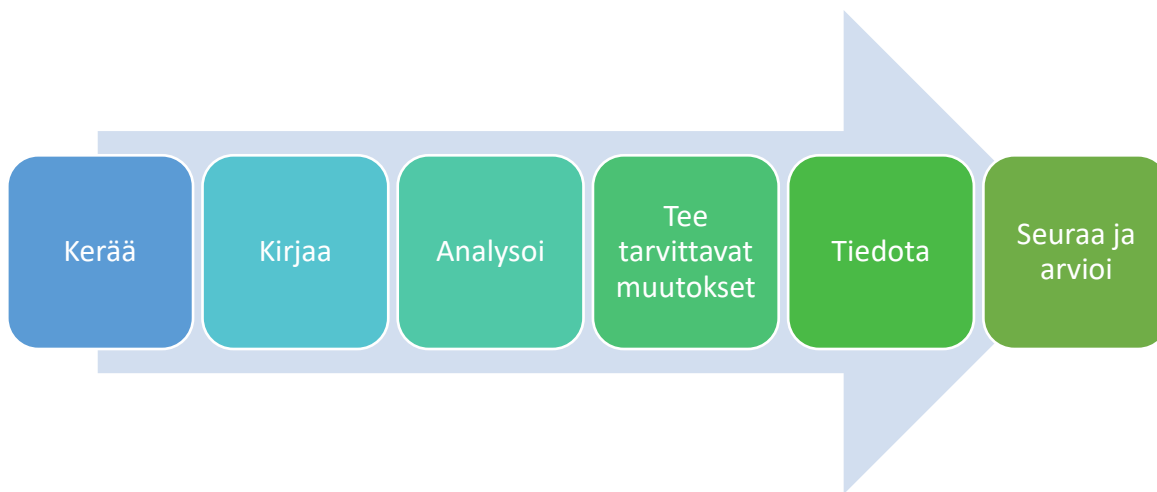 Kerää
Kirjaa
Analysoi
Tee
tarvittavat
muutokset
Tiedota
Seuraa ja
arvioi